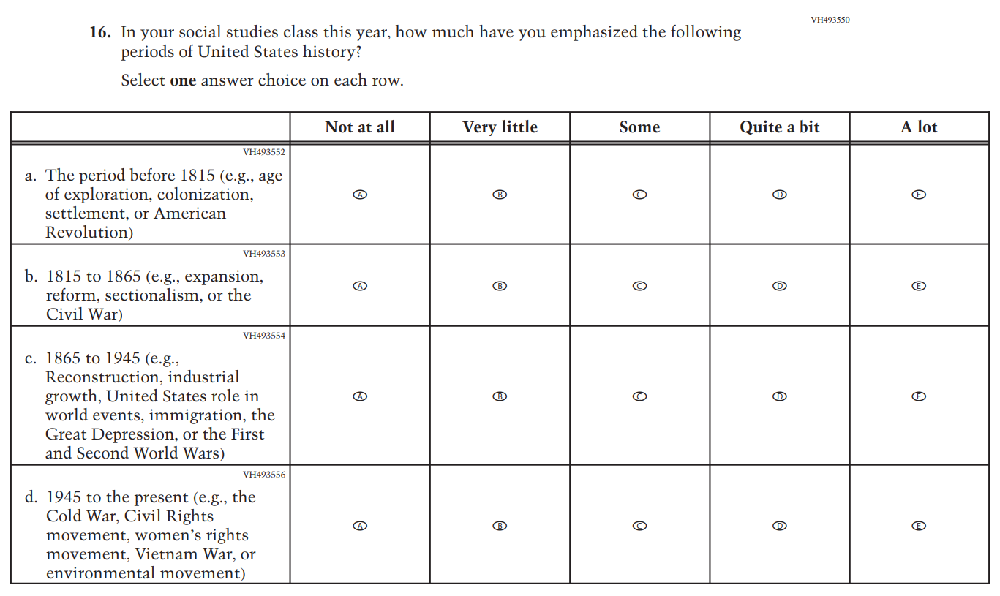 VH493550
16. In your social studies class this year, how much have you emphasized the following
periods of United States history?
Select one answer choice on each row.
Not at all Very little Some Quite a bit A lot
VH493552
a. The period before 1815 (e.g., age
of exploration, colonization,
settlement, or American
Revolution)
A B C D E
VH493553
b. 1815 to 1865 (e.g., expansion,
reform, sectionalism, or the
Civil War)
A B C D E
VH493554
c. 1865 to 1945 (e.g.,
Reconstruction, industrial
growth, United States role in
world events, immigration, the
Great Depression, or the First
and Second World Wars)
A B C D E
VH493556
d. 1945 to the present (e.g., the
Cold War, Civil Rights
movement, women’s rights
movement, Vietnam War, or
environmental movement)
A B C D E